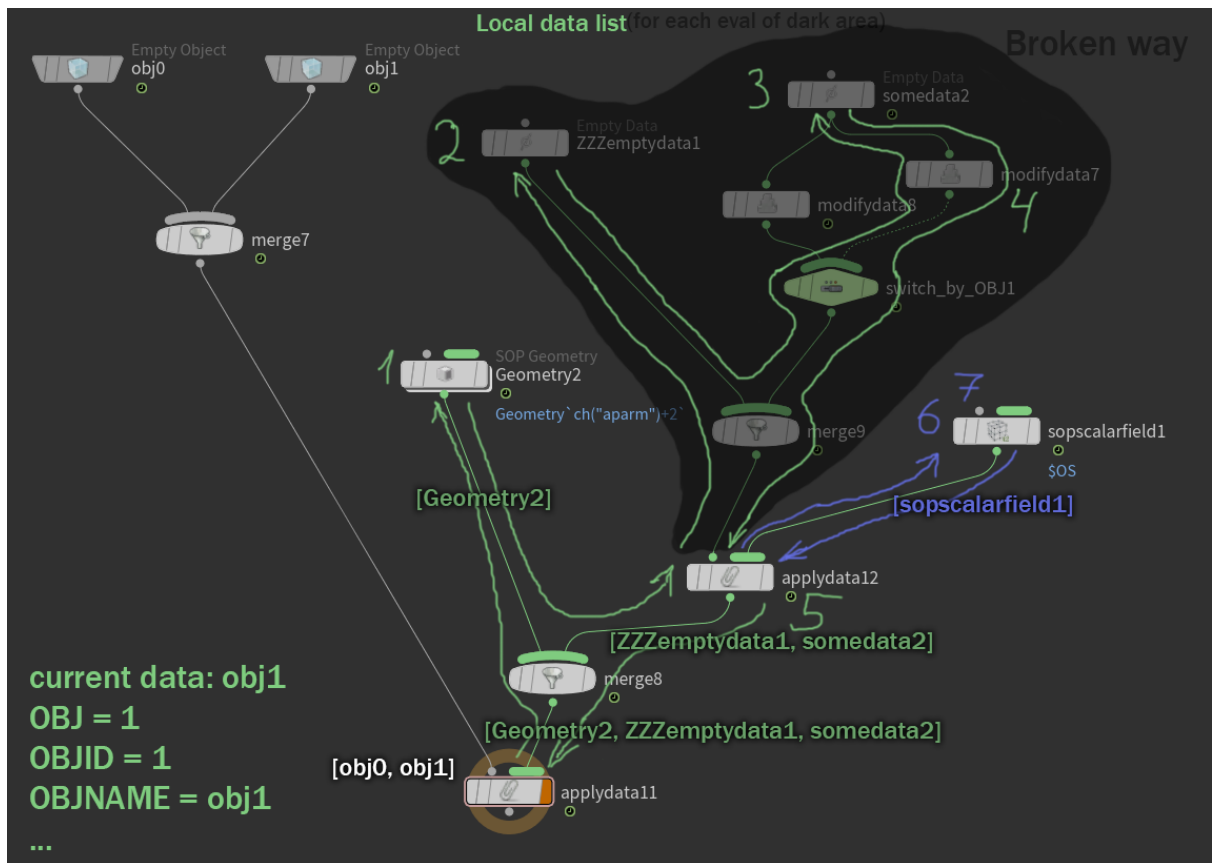 Local data list (for each eval of dark area)
Broken way
Empty Object
obj0
Empty Object
obj1
3
Empty Data
somedata2
2
Empty Data
ZZZemptydata1
modifydata7
4
modifydata8
merge7
switch_by_OBJ1
1
SOP Geometry
Geometry2
Geometry`ch("aparm")+2`
7
6
merge9
sopscalarfield1
$OS
[Geometry2]
[sopscalarfield1]
applydata12
5
[ZZZemptydata1, somedata2]
merge8
current data: obj1
OBJ = 1
OBJID = 1
OBJNAME = obj1
...
[Geometry2, ZZZemptydata1, somedata2]
[obj0, obj1]
applydata11